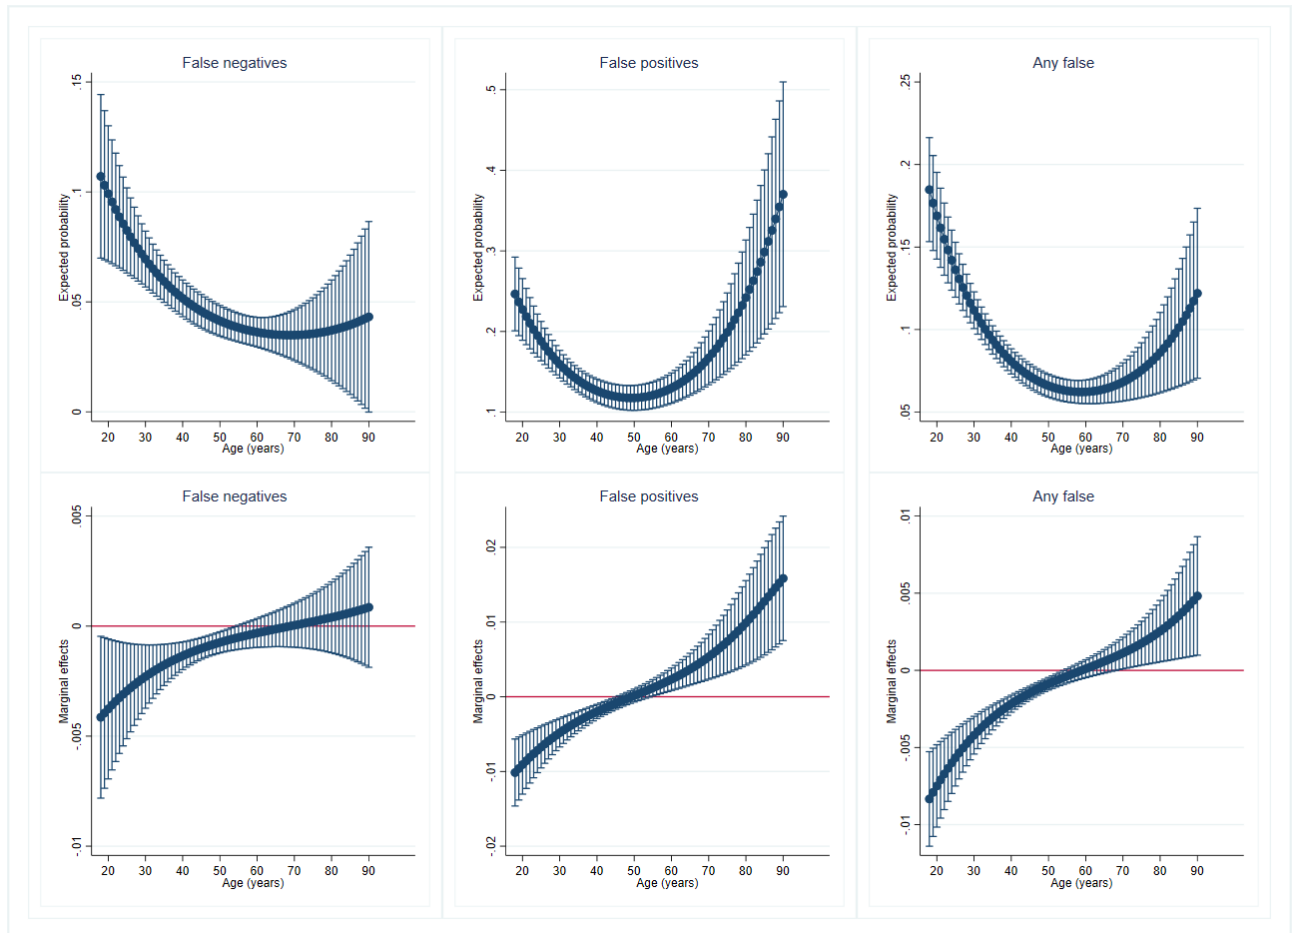 False negatives
Expected probability
.15
.1
.05
0
20 30 40 50 60 70 80 90
Age (years)
False positives
Expected probability
.5
.4
.3
.2
.1
20 30 40 50 60 70 80 90
Age (years)
Any false
Expected probability
.25
.2
.15
.1
.05
20 30 40 50 60 70 80 90
Age (years)
False negatives
Marginal effects
.005
0
-.005
-.01
20 30 40 50 60 70 80 90
Age (years)
False positives
Marginal effects
.02
.01
0
-.01
-.02
20 30 40 50 60 70 80 90
Age (years)
Any false
Marginal effects
.01
.005
0
-.005
-.01
20 30 40 50 60 70 80 90
Age (years)